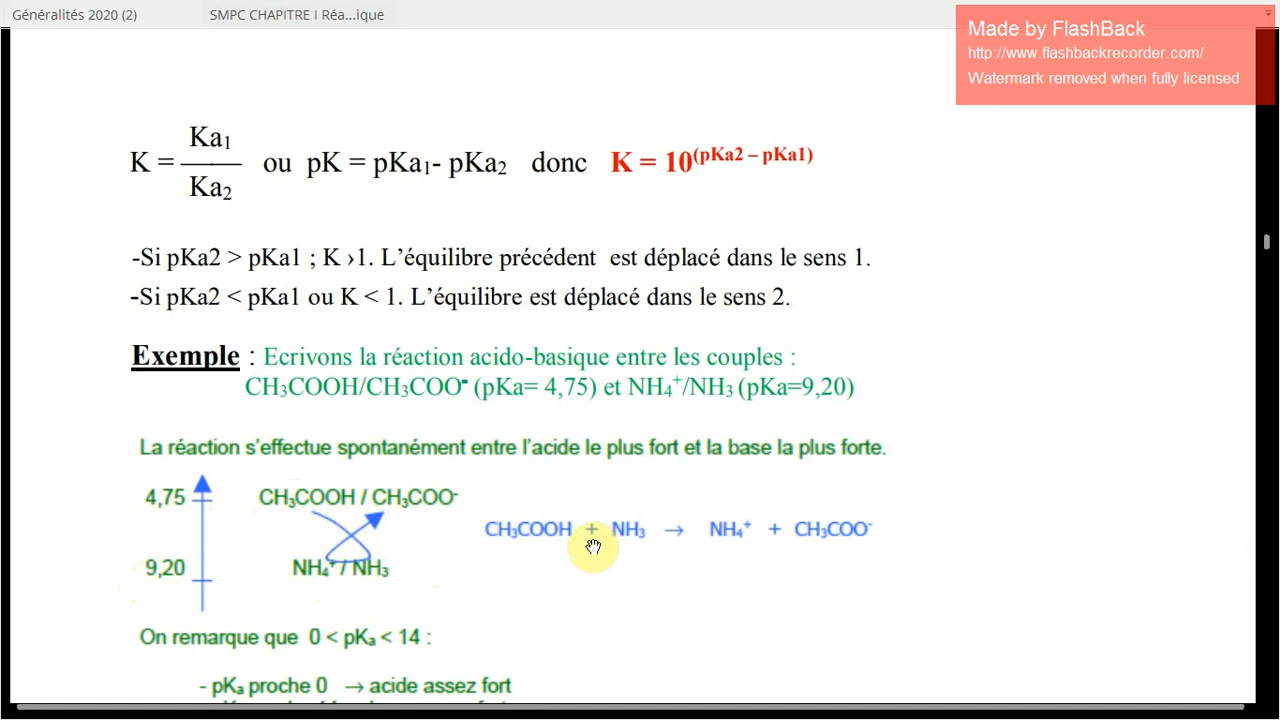 Généralités 2020 (2) SMPC CHAPITRE I Réa...ique
Made by FlashBack
http://www.flashbackrecorder.com/
Watermark removed when fully licensed
K = Ka₁ / Ka₂ ou pK = pKa₁- pKa₂ donc K = 10^(pKa2 – pKa1)
-Si pKa2 > pKa1 ; K ›1. L’équilibre précédent est déplacé dans le sens 1.
-Si pKa2 < pKa1 ou K < 1. L’équilibre est déplacé dans le sens 2.
Exemple : Ecrivons la réaction acido-basique entre les couples :
CH₃COOH/CH₃COO⁻ (pKa= 4,75) et NH₄⁺/NH₃ (pKa=9,20)
La réaction s’effectue spontanément entre l’acide le plus fort et la base la plus forte.
4,75 CH₃COOH / CH₃COO⁻
CH₃COOH + NH₃ → NH₄⁺ + CH₃COO⁻
9,20 NH₄⁺ / NH₃
On remarque que 0 < pKₐ < 14 :
- pKₐ proche 0 → acide assez fort